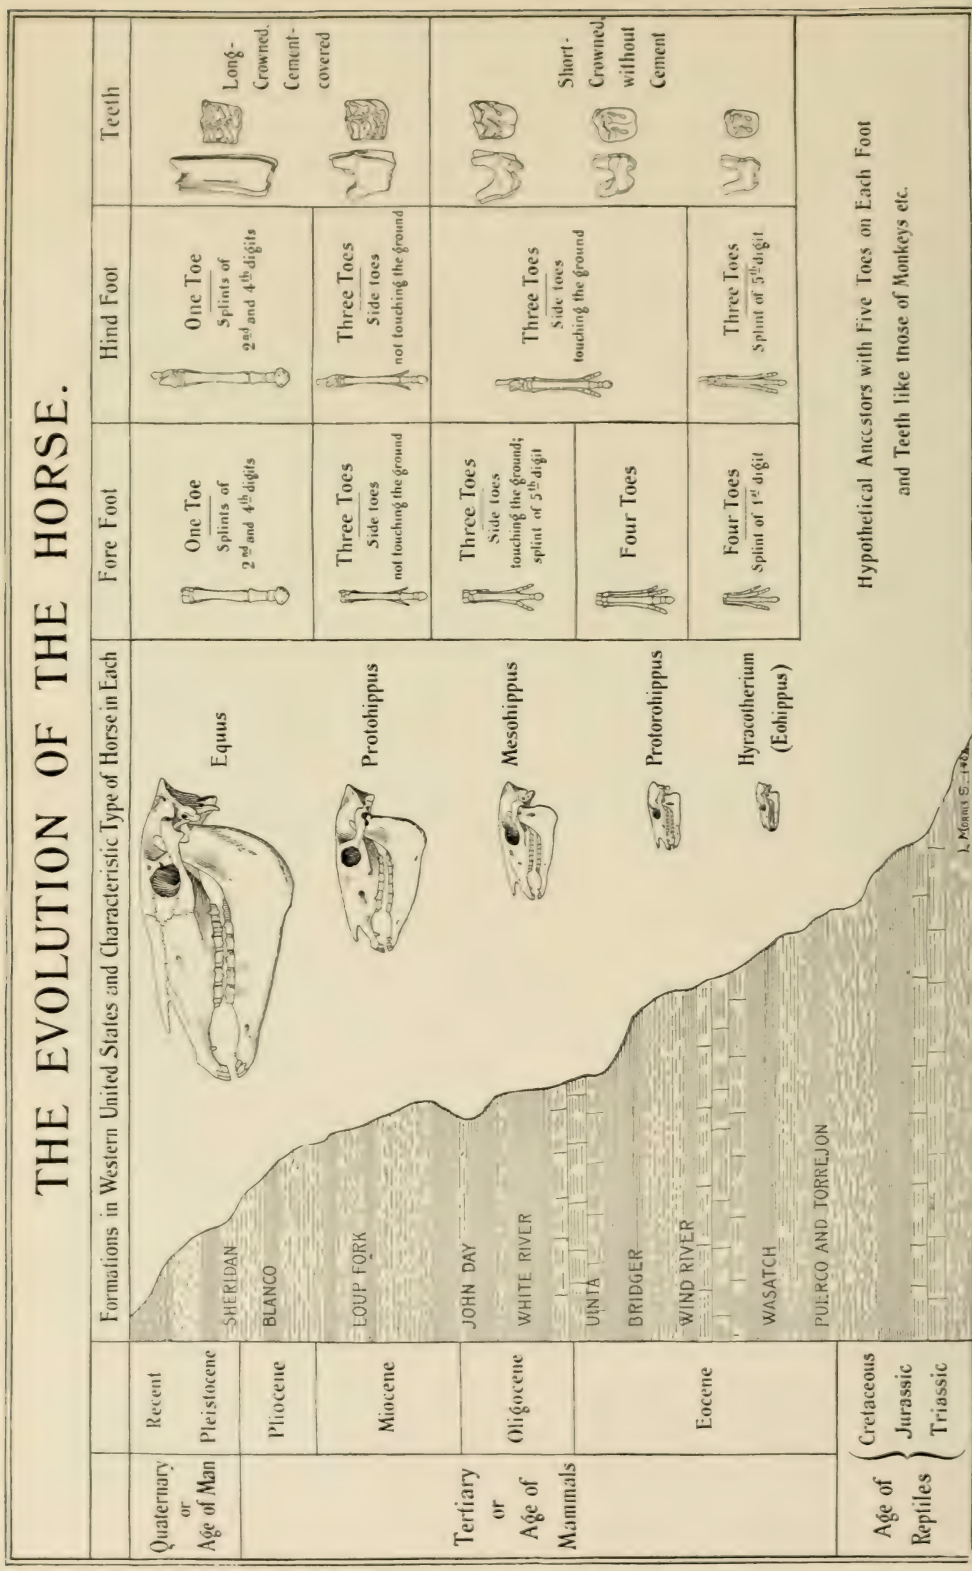 THE EVOLUTION OF THE HORSE.
Formations in Western United States and Characteristic Type of Horse in Each
Fore Foot
Hind Foot
Teeth
Quaternary
or
Age of Man
Recent
Pleistocene
SHERIDAN
Equus
One Toe
Splints of
2nd and 4th digits
One Toe
Splints of
2nd and 4th digits
Long-
Crowned,
Cement-
covered
Tertiary
or
Age of
Mammals
Pliocene
BLANCO
Miocene
LOUP FORK
Protohippus
Three Toes
Side toes
not touching the ground
Three Toes
Side toes
not touching the ground
Oligocene
JOHN DAY
WHITE RIVER
Mesohippus
Three Toes
Side toes
touching the ground;
splint of 5th digit
Three Toes
Side toes
touching the ground
Short-
Crowned,
without
Cement
Eocene
UINTA
BRIDGER
WIND RIVER
Protorohippus
Four Toes
WASATCH
Hyracotherium
(Eohippus)
Four Toes
Splint of 1st digit
Three Toes
Splint of 5th digit
PUERCO AND TORREJON
Age of
Reptiles
Cretaceous
Jurassic
Triassic
Hypothetical Ancestors with Five Toes on Each Foot
and Teeth like those of Monkeys etc.